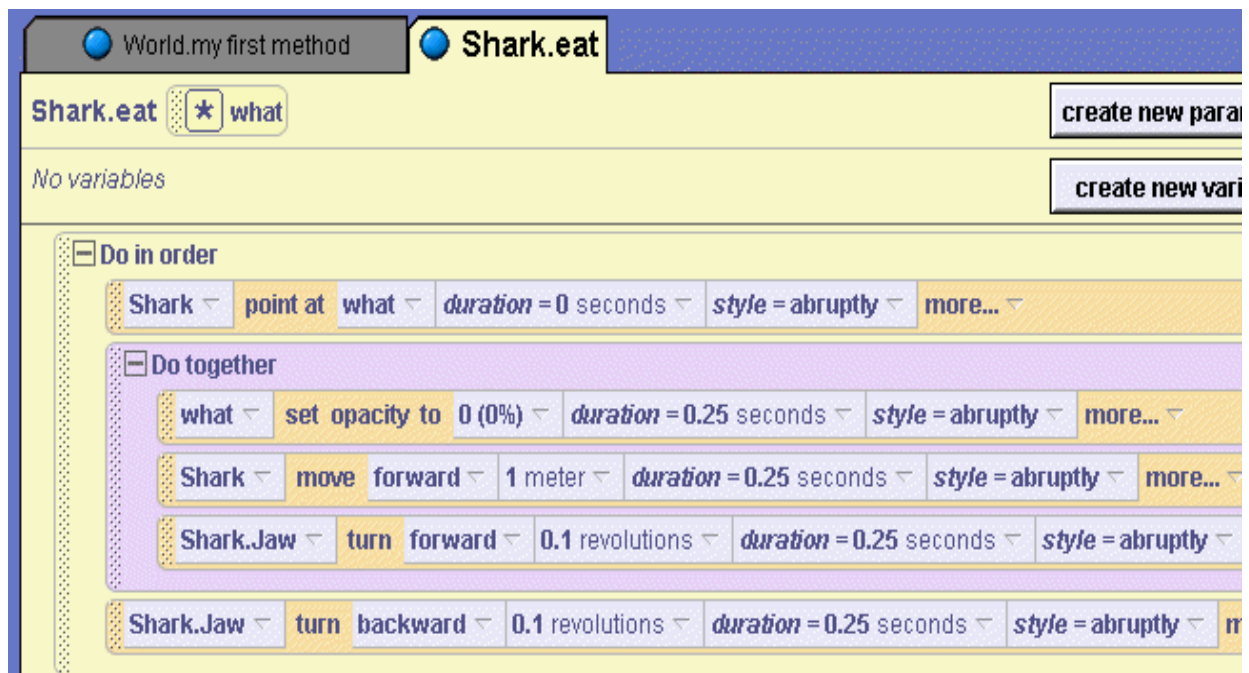 World.my first method Shark.eat
Shark.eat * what create new para
No variables create new vari
Do in order
Shark point at what duration = 0 seconds style = abruptly more...
Do together
what set opacity to 0 (0%) duration = 0.25 seconds style = abruptly more...
Shark move forward 1 meter duration = 0.25 seconds style = abruptly more...
Shark.Jaw turn forward 0.1 revolutions duration = 0.25 seconds style = abruptly
Shark.Jaw turn backward 0.1 revolutions duration = 0.25 seconds style = abruptly